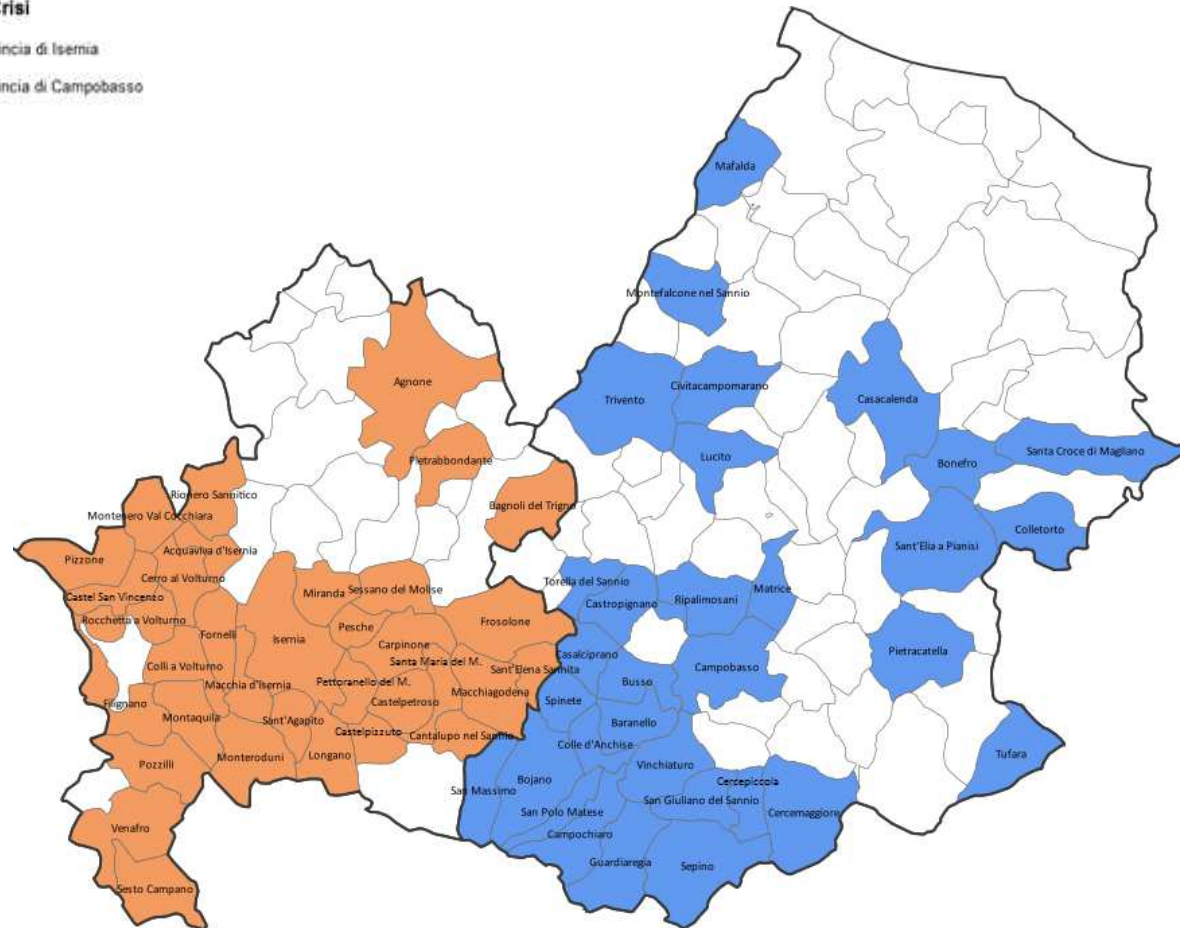 Crisi
incia di Isernia
incia di Campobasso
Mafalda
Montefalcone nel Sannio
Agnone
Civitacampomarano
Trivento
Casacalenda
Lucito
Santa Croce di Magliano
Pietrabbondante
Bonefro
Rionero Sannitico
Bagnoli del Trigno
Montenero Val Cocchiara
Colletorto
Sant'Elia a Pianisi
Acquaviva d'Isernia
Pizzone
Cerro al Volturno
Torella del Sannio
Sessano del Molise
Miranda
Matrice
Castel San Vincenzo
Castropignano
Ripalimosani
Rocchetta a Volturno
Frosolone
Pesche
Fornelli
Isernia
Carpinone
Pietracatella
Casalciprano
Santa Maria del M.
Colli a Volturno
Sant'Elena Sannita
Campobasso
Pettoranello del M.
Busso
Macchia d'Isernia
Macchiagodena
Castelpetroso
Spinete
Filignano
Montaquila
Sant'Agapito
Baranello
Castelpizzuto
Cantalupo nel Sannio
Colle d'Anchise
Longano
Monteroduni
Tufara
Pozzilli
Vinchiaturo
Bojano
Cercepiccola
San Massimo
San Giuliano del Sannio
San Polo Matese
Cercemaggiore
Venafro
Campochiaro
Guardiaregia
Sepino
Sesto Campano